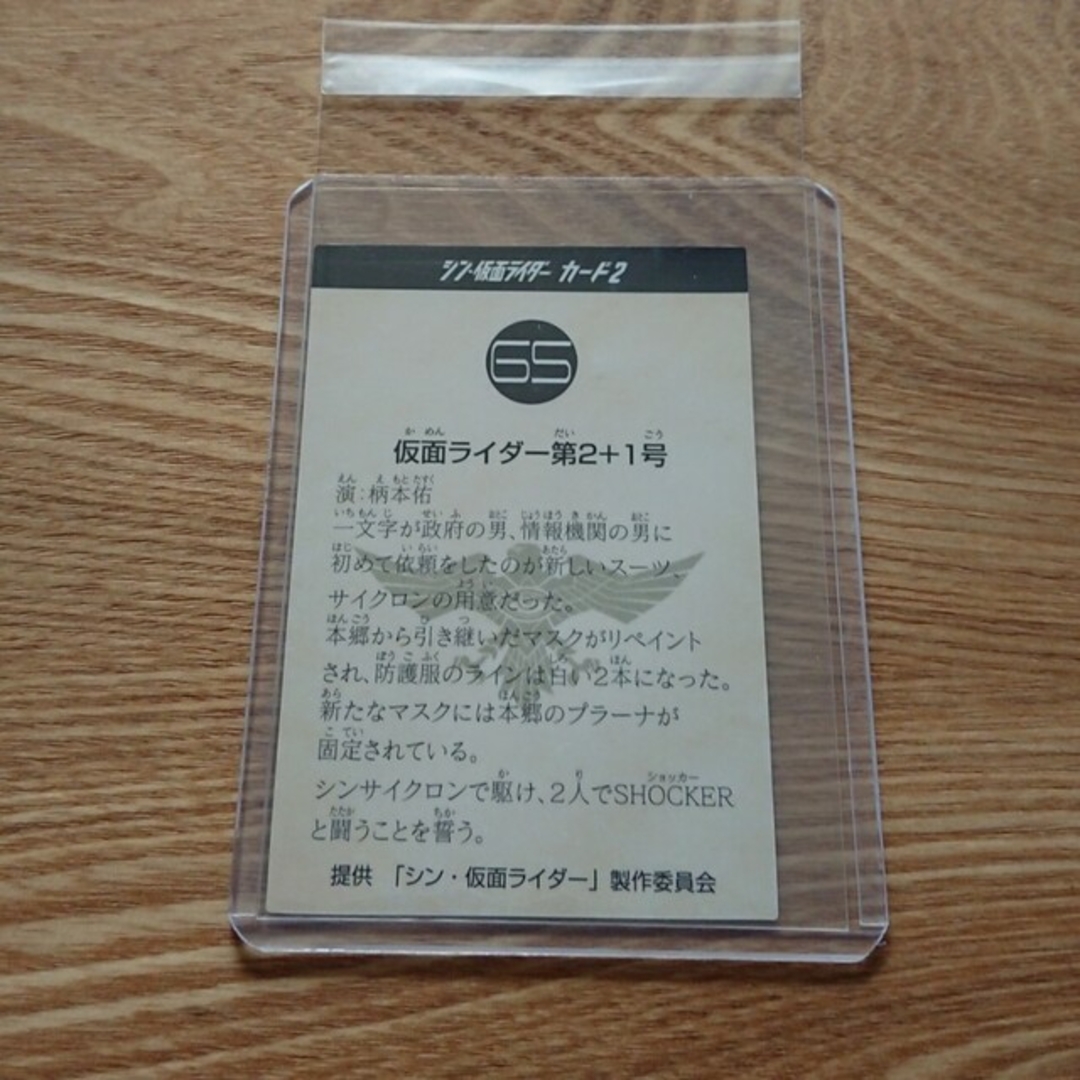 シン・仮面ライダー カード2
65
仮面ライダー第2+1号
演:柄本佑
一文字が政府の男、情報機関の男に
初めて依頼をしたのが新しいスーツ、
サイクロンの用意だった。
本郷から引き継いだマスクがリペイント
され、防護服のラインは白い2本になった。
新たなマスクには本郷のプラーナが
固定されている。
シンサイクロンで駆け、2人でSHOCKER
と闘うことを誓う。
提供 「シン・仮面ライダー」製作委員会